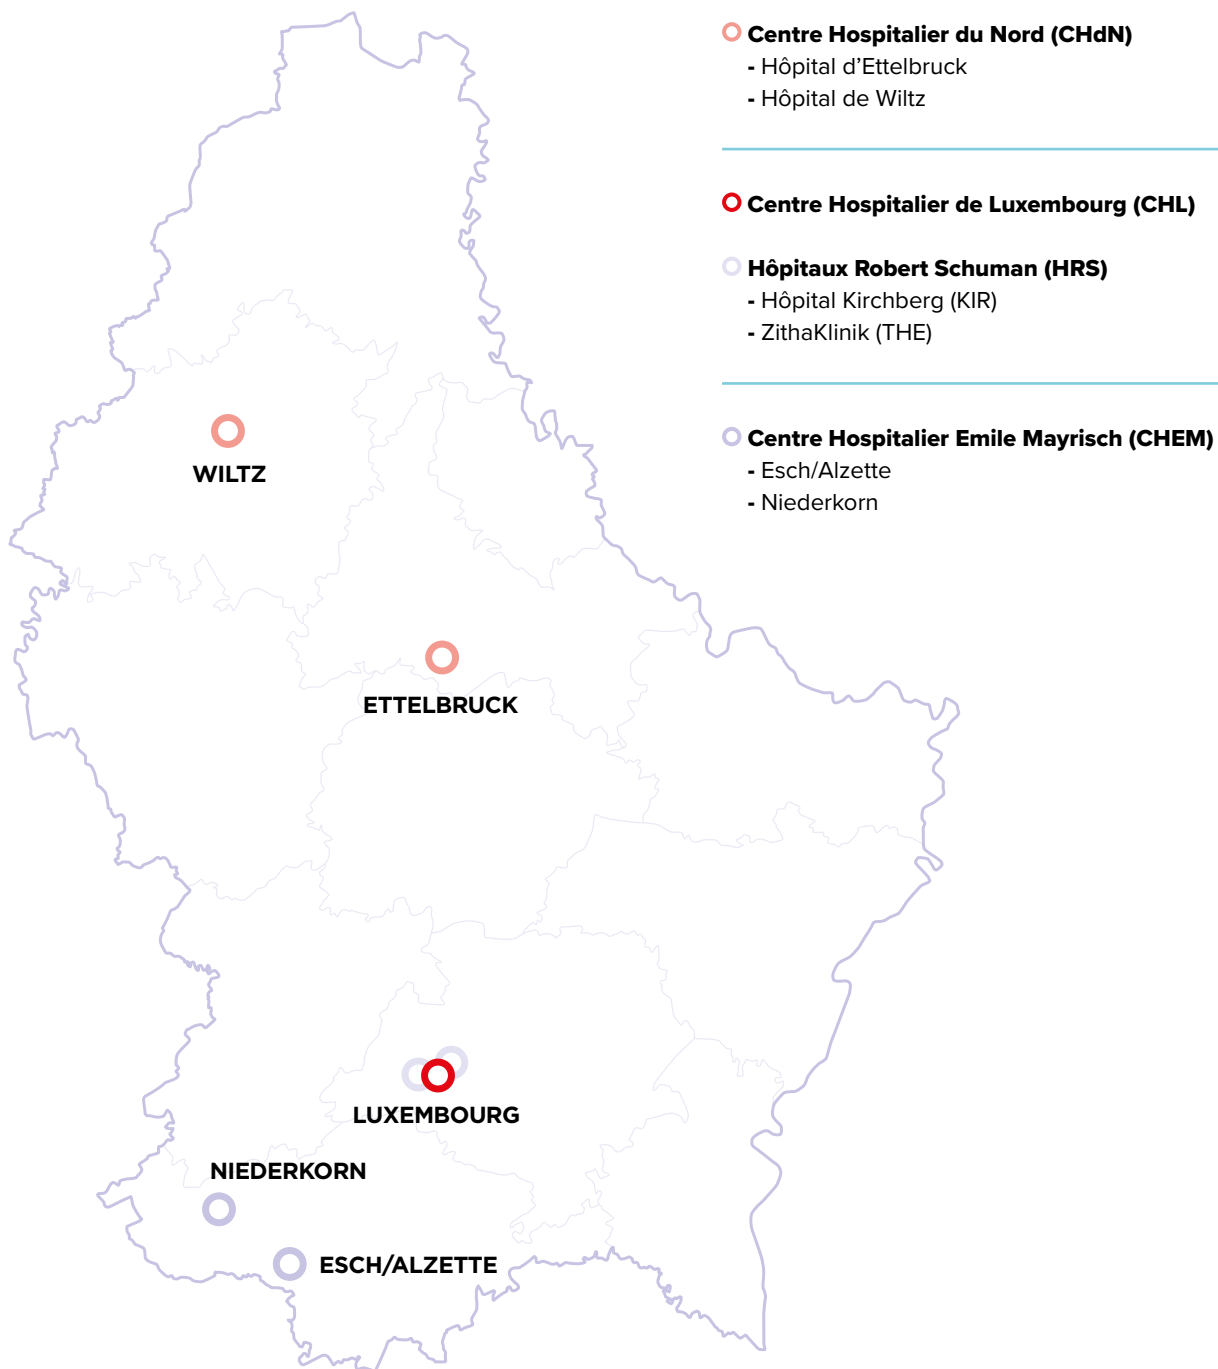 Centre Hospitalier du Nord (CHdN)
- Hôpital d’Ettelbruck
- Hôpital de Wiltz
Centre Hospitalier de Luxembourg (CHL)
Hôpitaux Robert Schuman (HRS)
- Hôpital Kirchberg (KIR)
- ZithaKlinik (THE)
Centre Hospitalier Emile Mayrisch (CHEM)
- Esch/Alzette
- Niederkorn
WILTZ
ETTELBRUCK
LUXEMBOURG
NIEDERKORN
ESCH/ALZETTE